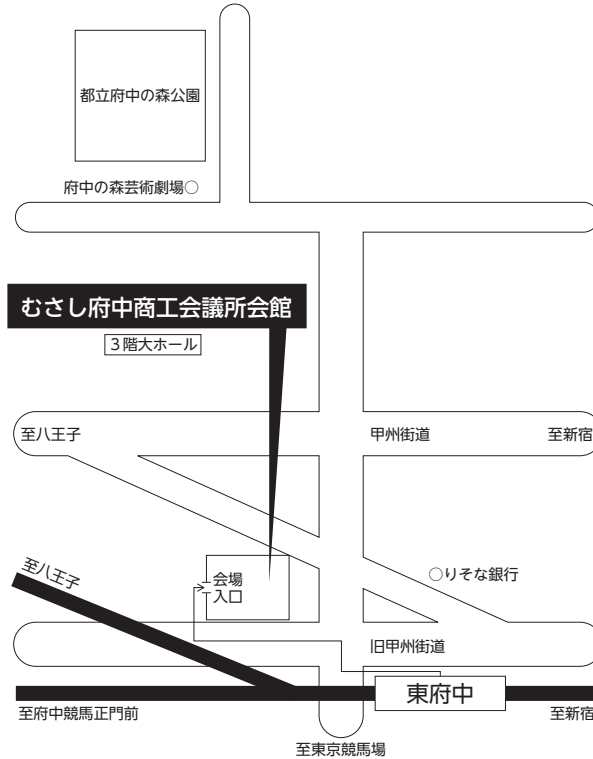 都立府中の森公園
府中の森芸術劇場○
むさし府中商工会議所会館
３階大ホール
至八王子
甲州街道
至新宿
至八王子
会場
入口
○りそな銀行
旧甲州街道
東府中
至府中競馬正門前
至新宿
至東京競馬場